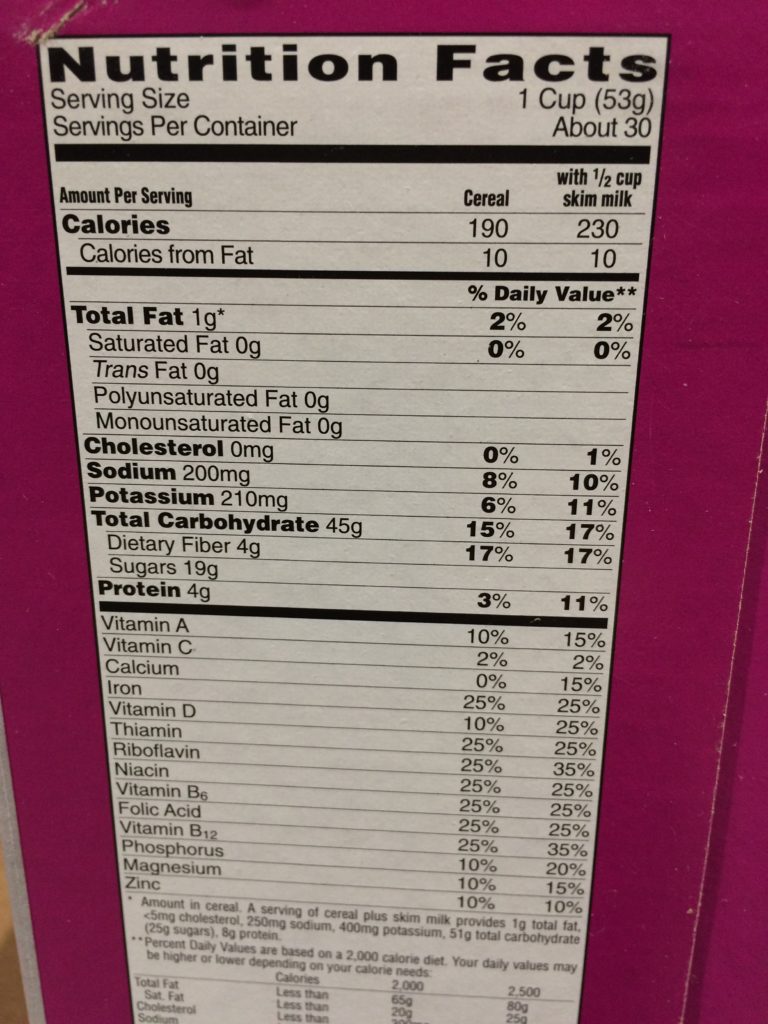 Nutrition Facts
Serving Size 1 Cup (53g)
Servings Per Container About 30
Amount Per Serving Cereal with 1/2 cup skim milk
Calories 190 230
Calories from Fat 10 10
% Daily Value**
Total Fat 1g* 2% 2%
Saturated Fat 0g 0% 0%
Trans Fat 0g
Polyunsaturated Fat 0g
Monounsaturated Fat 0g
Cholesterol 0mg 0% 1%
Sodium 200mg 8% 10%
Potassium 210mg 6% 11%
Total Carbohydrate 45g 15% 17%
Dietary Fiber 4g 17% 17%
Sugars 19g
Protein 4g 3% 11%
Vitamin A 10% 15%
Vitamin C 2% 2%
Calcium 0% 15%
Iron 25% 25%
Vitamin D 10% 25%
Thiamin 25% 25%
Riboflavin 25% 35%
Niacin 25% 25%
Vitamin B6 25% 25%
Folic Acid 25% 25%
Vitamin B12 25% 35%
Phosphorus 10% 20%
Magnesium 10% 15%
Zinc 10% 10%
* Amount in cereal. A serving of cereal plus skim milk provides 1g total fat,
<5mg cholesterol, 250mg sodium, 400mg potassium, 51g total carbohydrate
(25g sugars), 8g protein.
** Percent Daily Values are based on a 2,000 calorie diet. Your daily values may
be higher or lower depending on your calorie needs:
Calories 2,000 2,500
Total Fat Less than 65g 80g
Sat. Fat Less than 20g 25g
Cholesterol Less than
Sodium